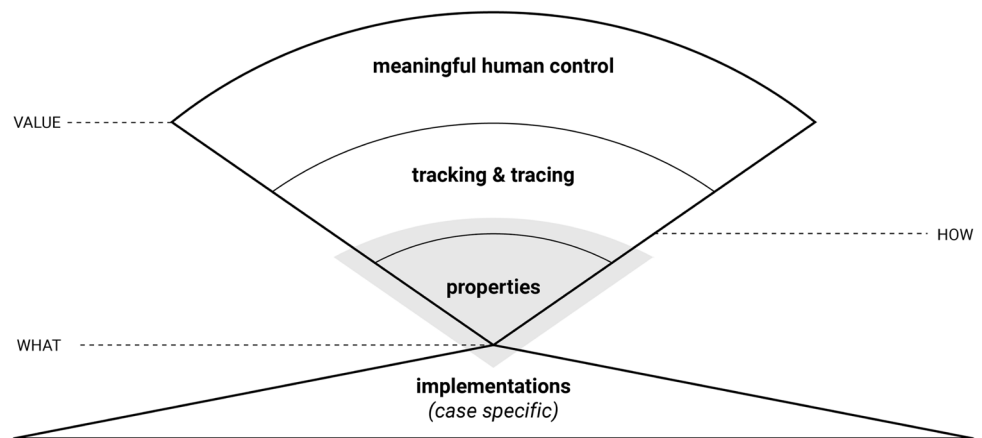 meaningful human control
VALUE
tracking & tracing
HOW
properties
WHAT
implementations
(case specific)